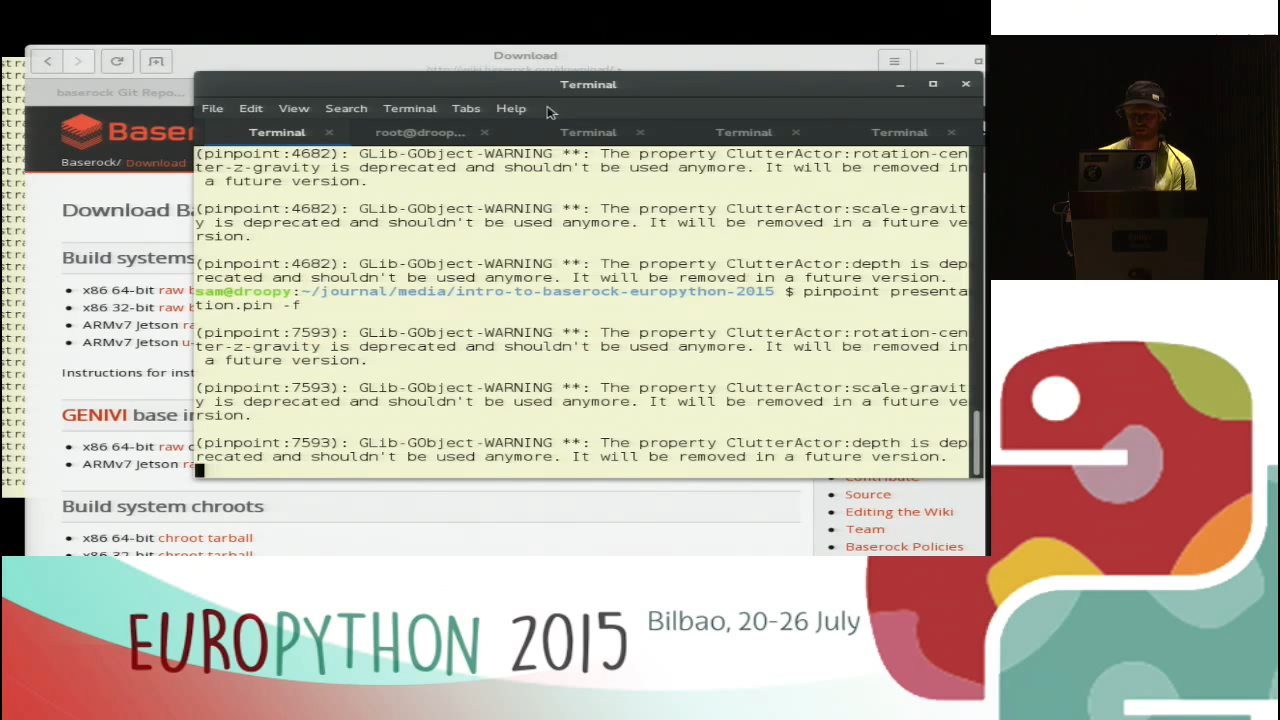 Download
baserock Git Repo...
Terminal
File Edit View Search Terminal Tabs Help
Terminal root@droop... Terminal Terminal Terminal
Baser
Baserock/ Download
(pinpoint:4682): GLib-GObject-WARNING **: The property ClutterActor:rotation-cen
ter-z-gravity is deprecated and shouldn't be used anymore. It will be removed in
a future version.
(pinpoint:4682): GLib-GObject-WARNING **: The property ClutterActor:scale-gravit
y is deprecated and shouldn't be used anymore. It will be removed in a future ve
rsion.
(pinpoint:4682): GLib-GObject-WARNING **: The property ClutterActor:depth is dep
recated and shouldn't be used anymore. It will be removed in a future version.
sam@droopy:~/journal/media/intro-to-baserock-europython-2015 $ pinpoint presenta
tion.pin -f
(pinpoint:7593): GLib-GObject-WARNING **: The property ClutterActor:rotation-cen
ter-z-gravity is deprecated and shouldn't be used anymore. It will be removed in
a future version.
(pinpoint:7593): GLib-GObject-WARNING **: The property ClutterActor:scale-gravit
y is deprecated and shouldn't be used anymore. It will be removed in a future ve
rsion.
(pinpoint:7593): GLib-GObject-WARNING **: The property ClutterActor:depth is dep
recated and shouldn't be used anymore. It will be removed in a future version.
Download Ba
Build systems
x86 64-bit raw
x86 32-bit raw
ARMv7 Jetson
ARMv7 Jetson u-
Instructions for inst
GENIVI base
x86 64-bit raw
ARMv7 Jetson
Build system chroots
x86 64-bit chroot tarball
x86 32-bit chroot tarball
Contribute
Source
Editing the Wiki
Team
Baserock Policies
EUROPYTHON 2015
Bilbao, 20-26 July